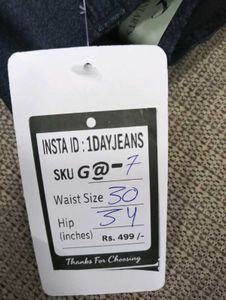 INSTA ID : 1DAYJEANS
SKU G@-7
Waist Size 30
Hip 34
(inches) Rs. 499 /-
Thanks For Choosing